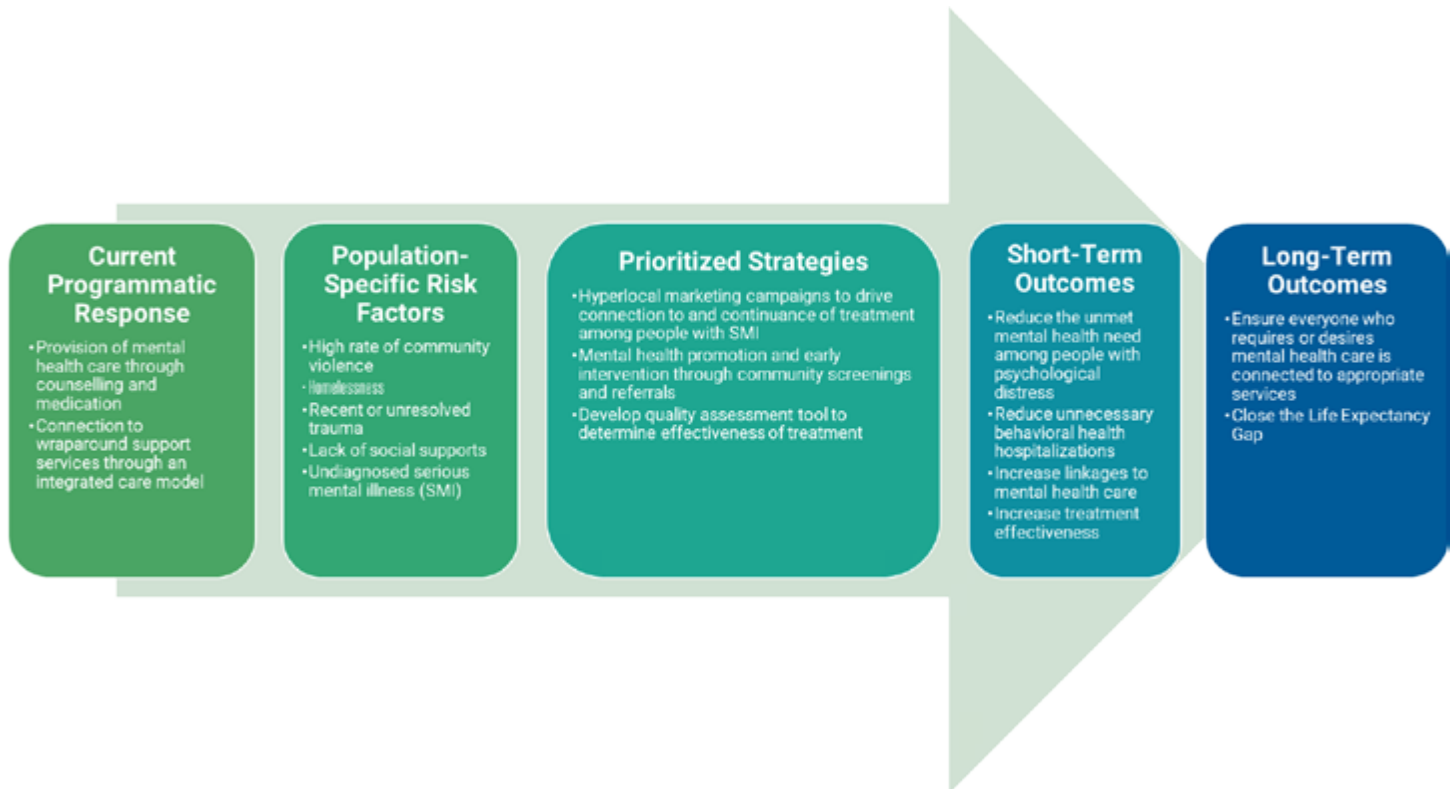 Current
Programmatic
Response
•Provision of mental
health care through
counselling and
medication
•Connection to
wraparound support
services through an
integrated care model
Population-
Specific Risk
Factors
•High rate of community
violence
•Homelessness
•Recent or unresolved
trauma
•Lack of social supports
•Undiagnosed serious
mental illness (SMI)
Prioritized Strategies
•Hyperlocal marketing campaigns to drive
connection to and continuance of treatment
among people with SMI
•Mental health promotion and early
intervention through community screenings
and referrals
•Develop quality assessment tool to
determine effectiveness of treatment
Short-Term
Outcomes
•Reduce the unmet
mental health need
among people with
psychological
distress
•Reduce unnecessary
behavioral health
hospitalizations
•Increase linkages to
mental health care
•Increase treatment
effectiveness
Long-Term
Outcomes
•Ensure everyone who
requires or desires
mental health care is
connected to appropriate
services
•Close the Life Expectancy
Gap